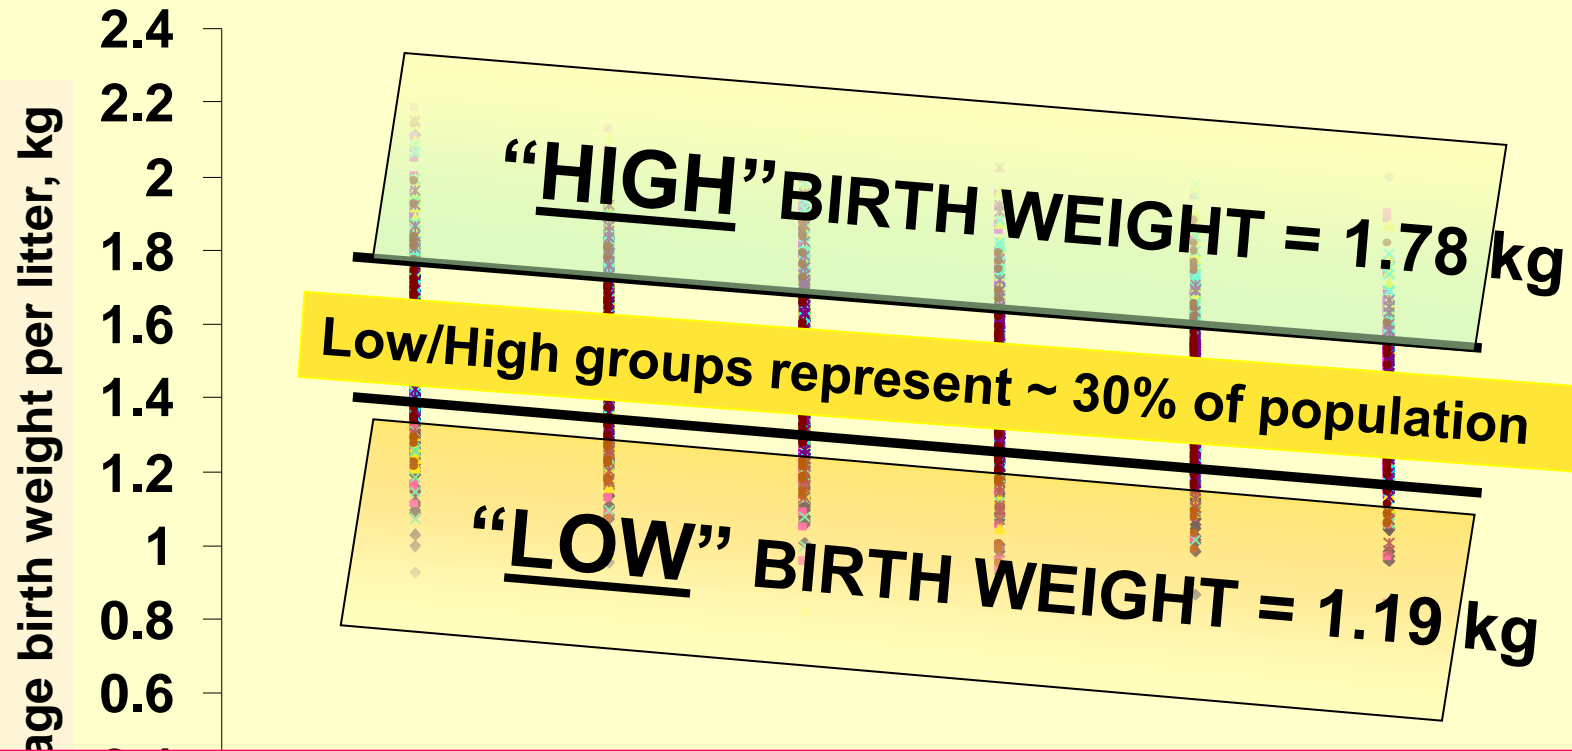 2.4
2.2
2
1.8
1.6
1.4
1.2
1
0.8
0.6
age birth weight per litter, kg
“HIGH”BIRTH WEIGHT = 1.78 kg
Low/High groups represent ~ 30% of population
“LOW” BIRTH WEIGHT = 1.19 kg